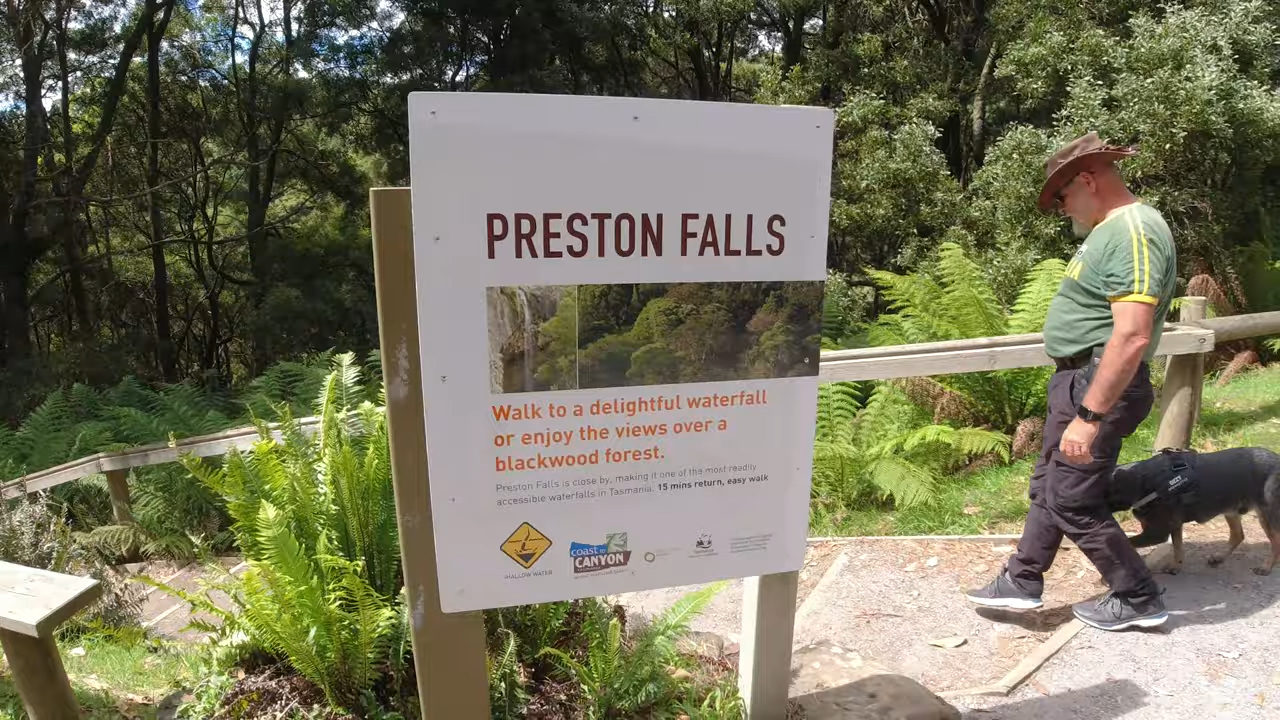 PRESTON FALLS
Walk to a delightful waterfall
or enjoy the views over a
blackwood forest.
Preston Falls is close by, making it one of the most readily
accessible waterfalls in Tasmania. 15 mins return, easy walk
SHALLOW WATER
coast to
CANYON
Tasmania